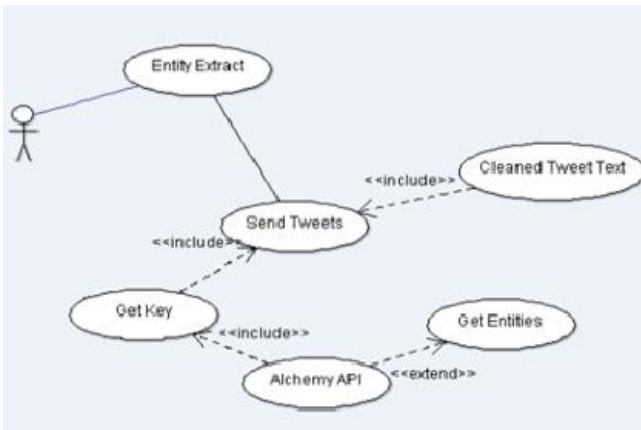 Entity Extract
<<include>>
Cleaned Tweet Text
Send Tweets
<<include>>
Get Key
<<include>>
Get Entities
Alchemy API
<<extend>>